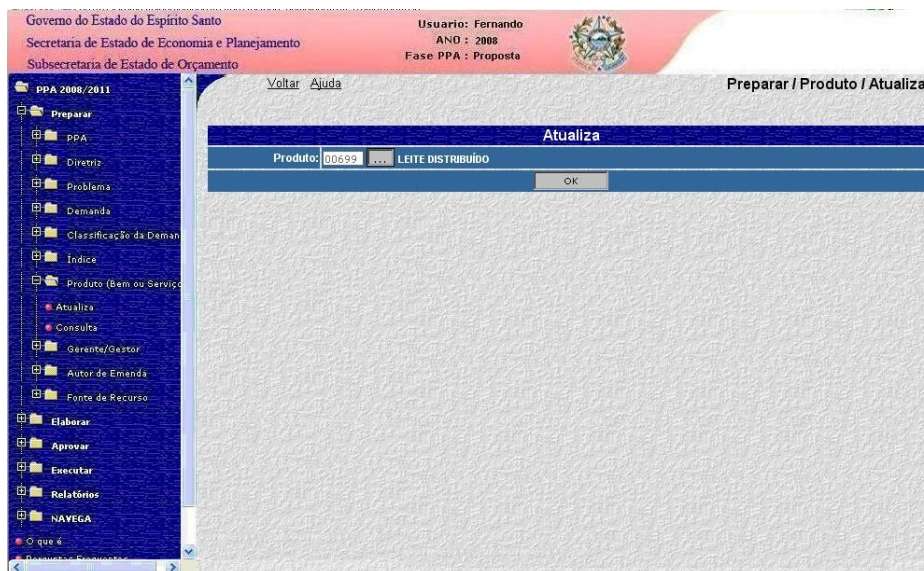 Governo do Estado do Espírito Santo
Secretaria de Estado de Economia e Planejamento
Subsecretaria de Estado de Orçamento
Usuario: Fernando
ANO : 2008
Fase PPA : Proposta
Voltar Ajuda
Preparar / Produto / Atualiza
PPA 2008/2011
Preparar
PPA
Diretriz
Problema
Demanda
Classificação da Deman
Índice
Produto (Bem ou Serviço
Atualiza
Consulta
Gerente/Gestor
Autor de Emenda
Fonte de Recurso
Elaborar
Aprovar
Executar
Relatórios
NAVEGA
O que é
Perguntas Frequentes
Atualiza
Produto: 00699 ... LEITE DISTRIBUÍDO
OK